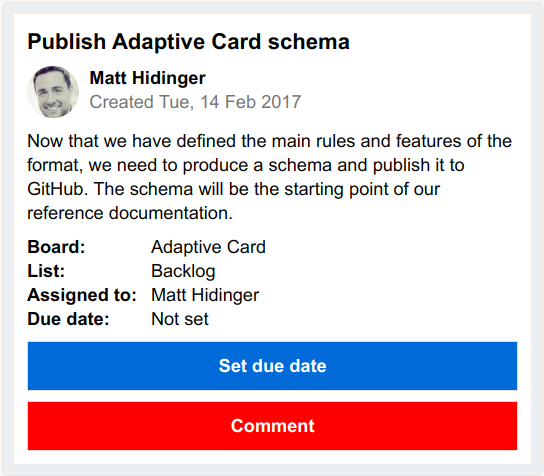 Publish Adaptive Card schema
Matt Hidinger
Created Tue, 14 Feb 2017
Now that we have defined the main rules and features of the
format, we need to produce a schema and publish it to
GitHub. The schema will be the starting point of our
reference documentation.
Board: Adaptive Card
List: Backlog
Assigned to: Matt Hidinger
Due date: Not set
Set due date
Comment